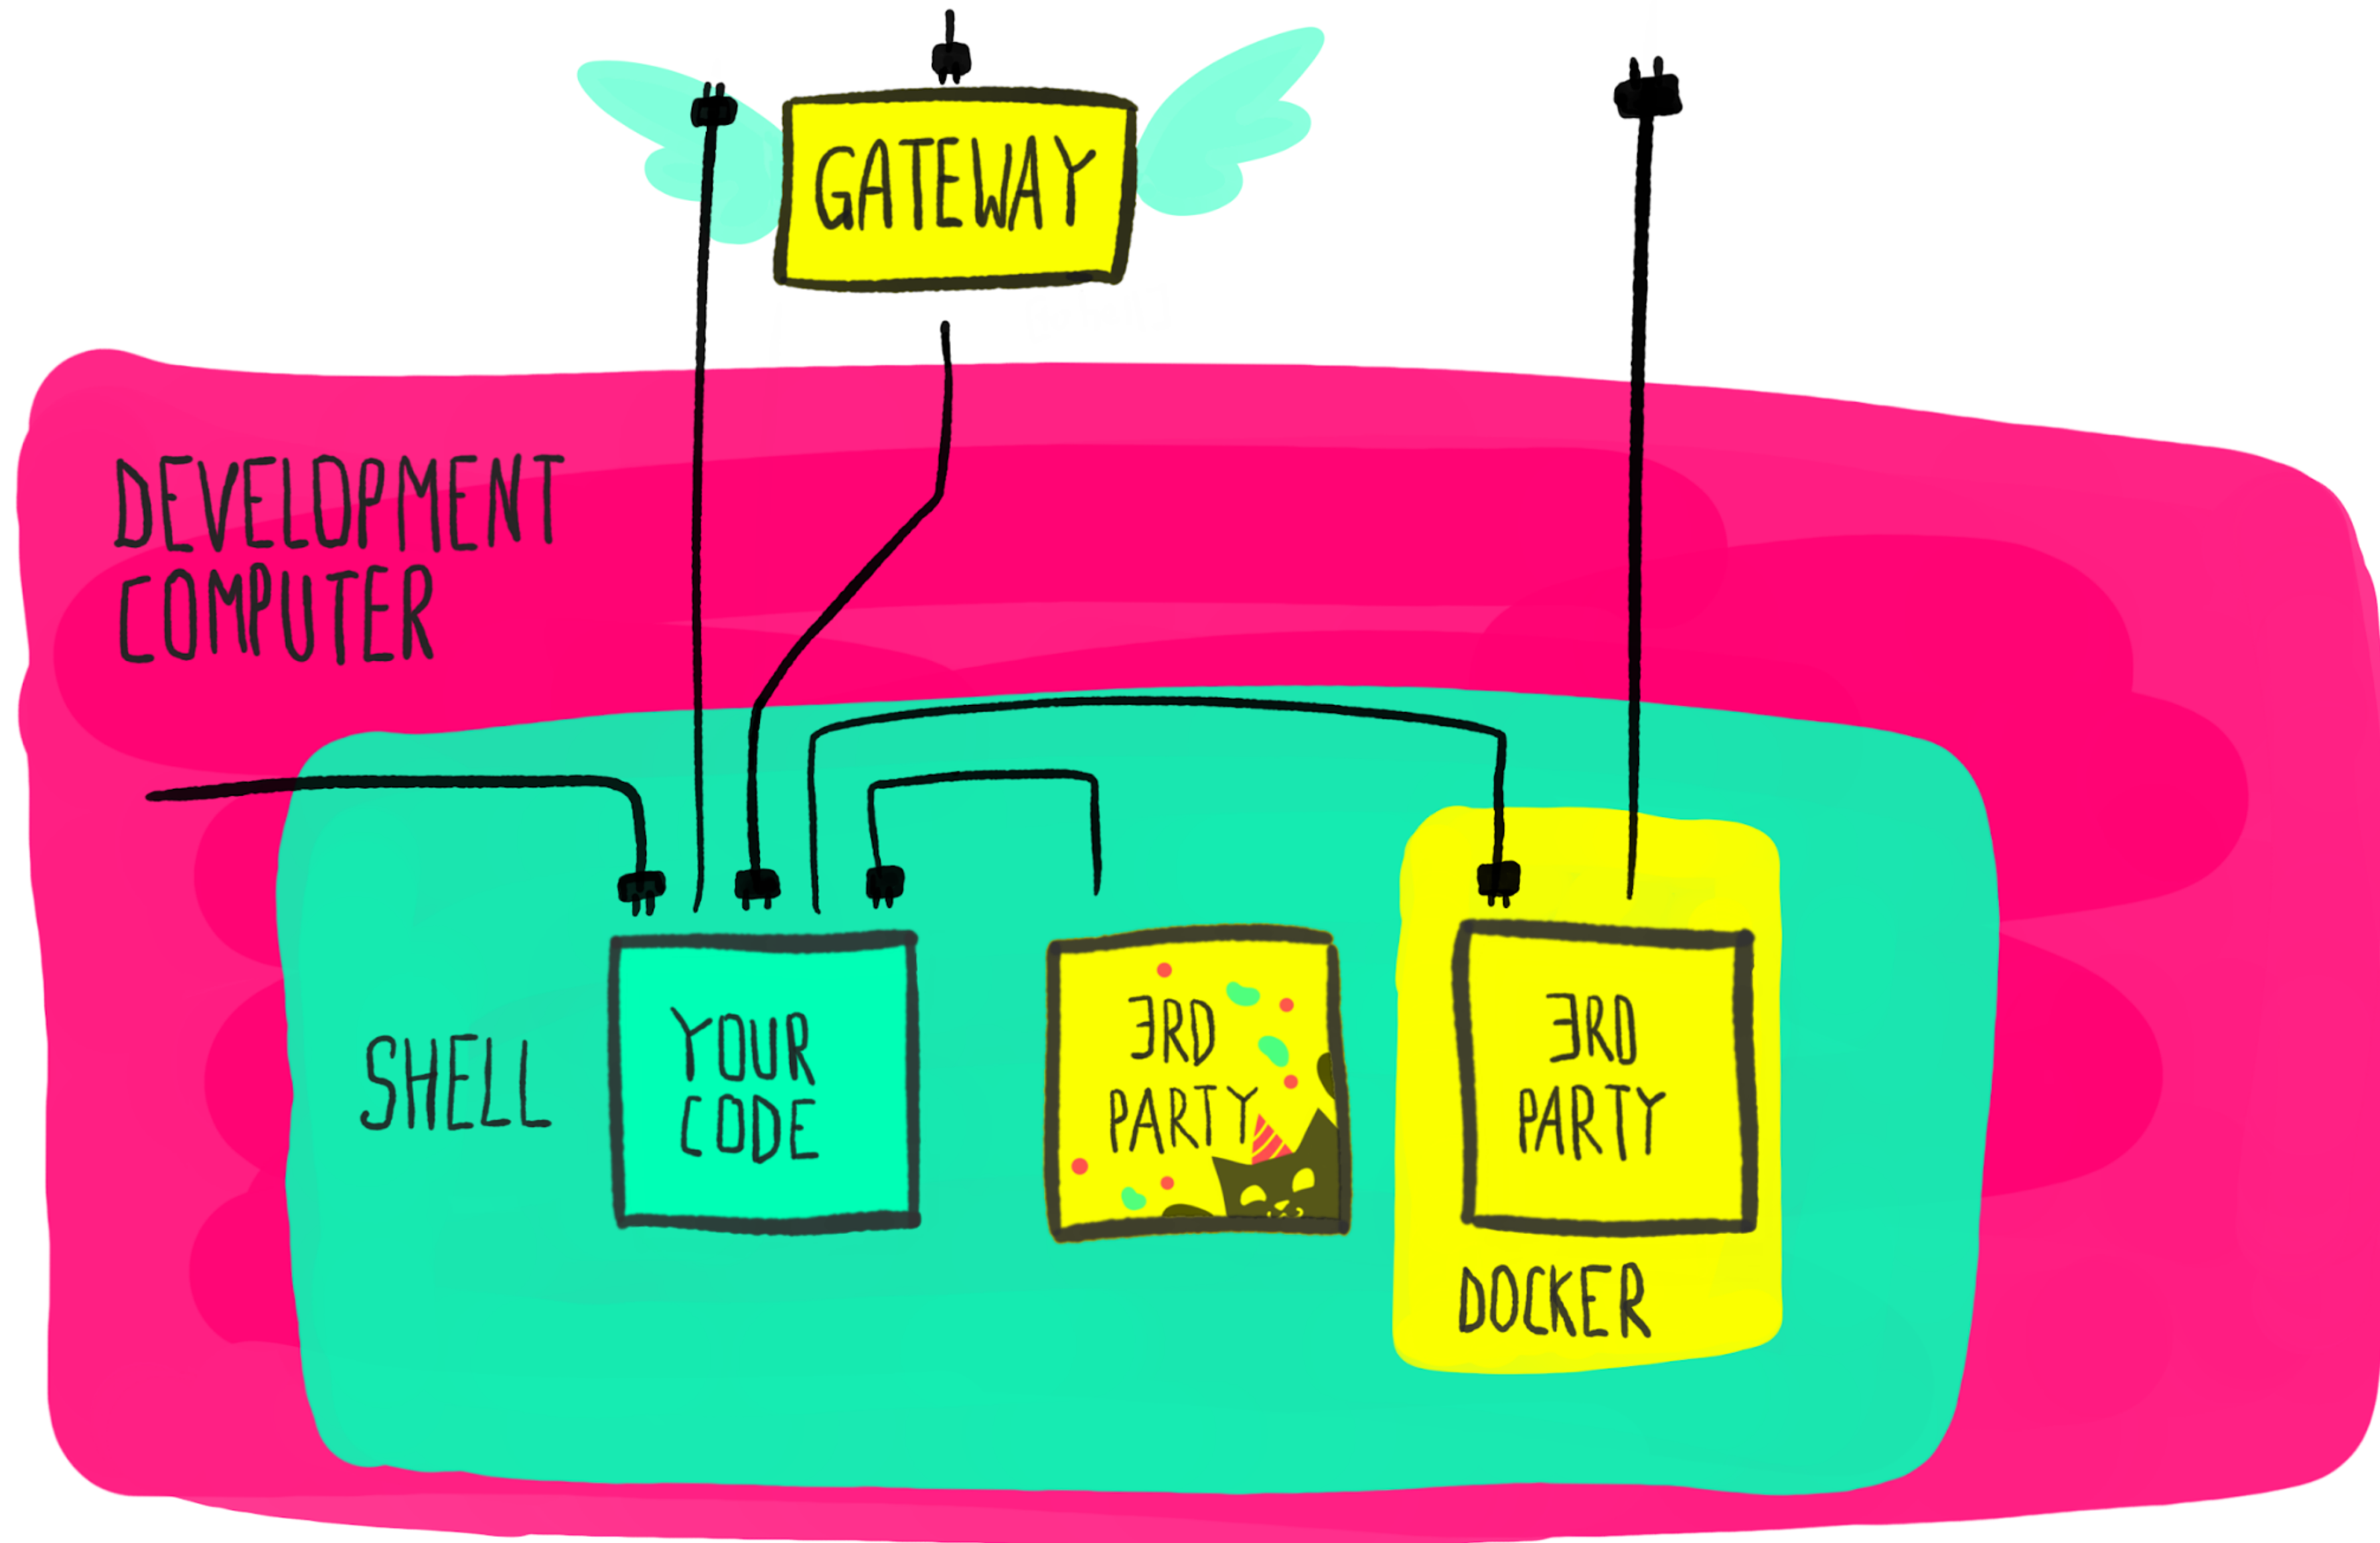 GATEWAY
DEVELOPMENT
COMPUTER
SHELL
YOUR
CODE
3RD
PARTY
3RD
PARTY
DOCKER